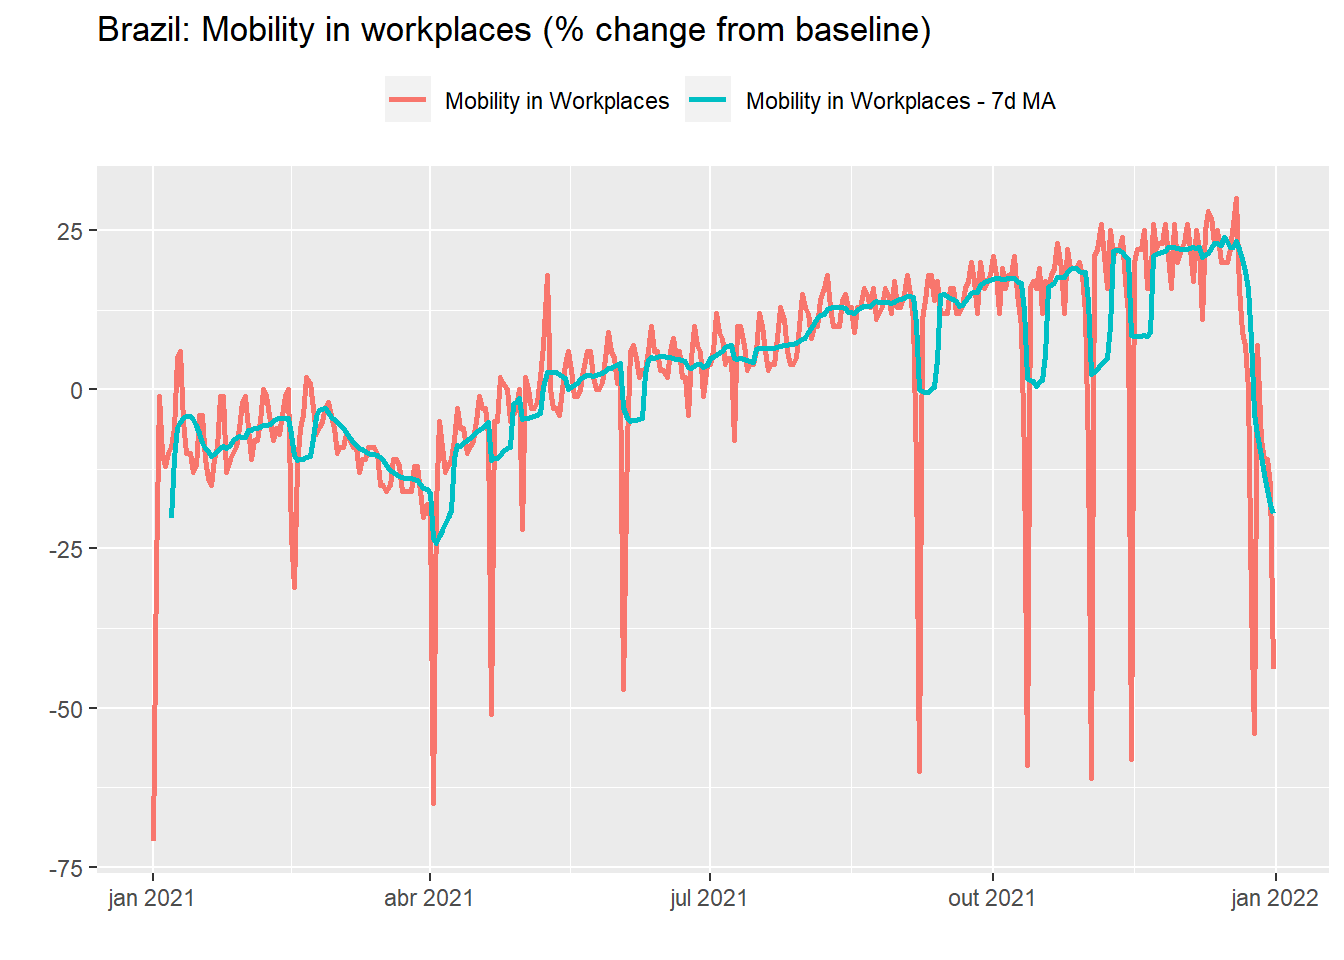 Brazil: Mobility in workplaces (% change from baseline)
Mobility in Workplaces
Mobility in Workplaces - 7d MA
25
0
-25
-50
-75
jan 2021
abr 2021
jul 2021
out 2021
jan 2022